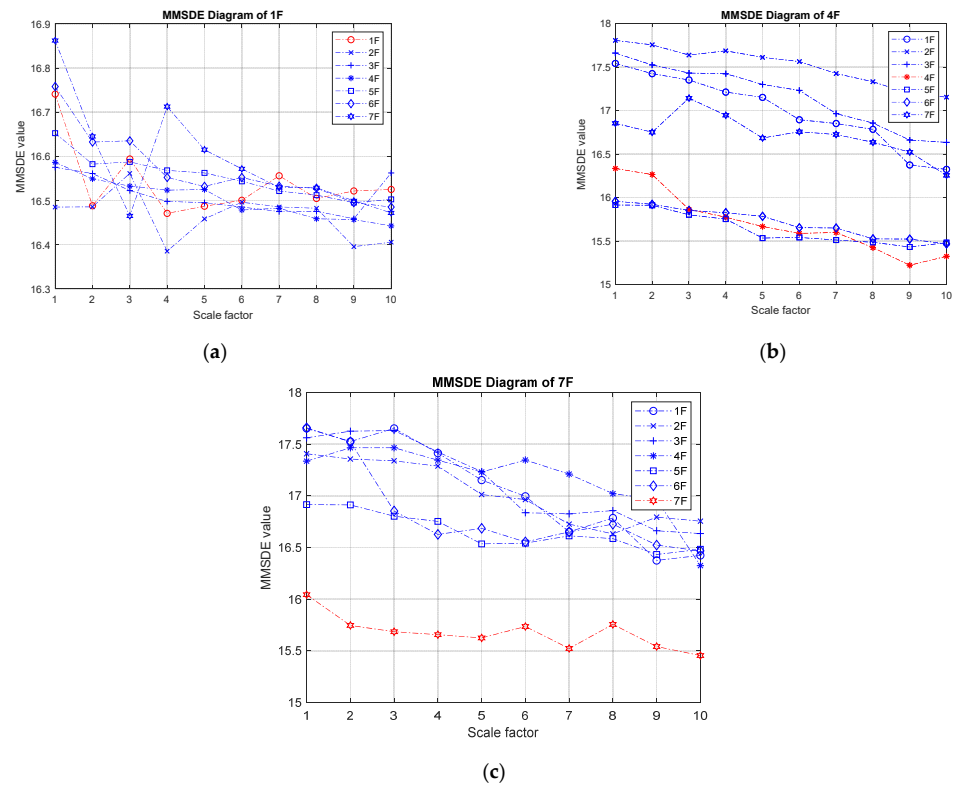 MMSDE Diagram of 1F
16.9
16.8
16.7
16.6
16.5
16.4
16.3
MMSDE value
1 2 3 4 5 6 7 8 9 10
Scale factor
1F
2F
3F
4F
5F
6F
7F
(a)
MMSDE Diagram of 4F
18
17.5
17
16.5
16
15.5
15
MMSDE value
1 2 3 4 5 6 7 8 9 10
Scale factor
1F
2F
3F
4F
5F
6F
7F
(b)
MMSDE Diagram of 7F
18
17.5
17
16.5
16
15.5
15
MMSDE value
1 2 3 4 5 6 7 8 9 10
Scale factor
1F
2F
3F
4F
5F
6F
7F
(c)